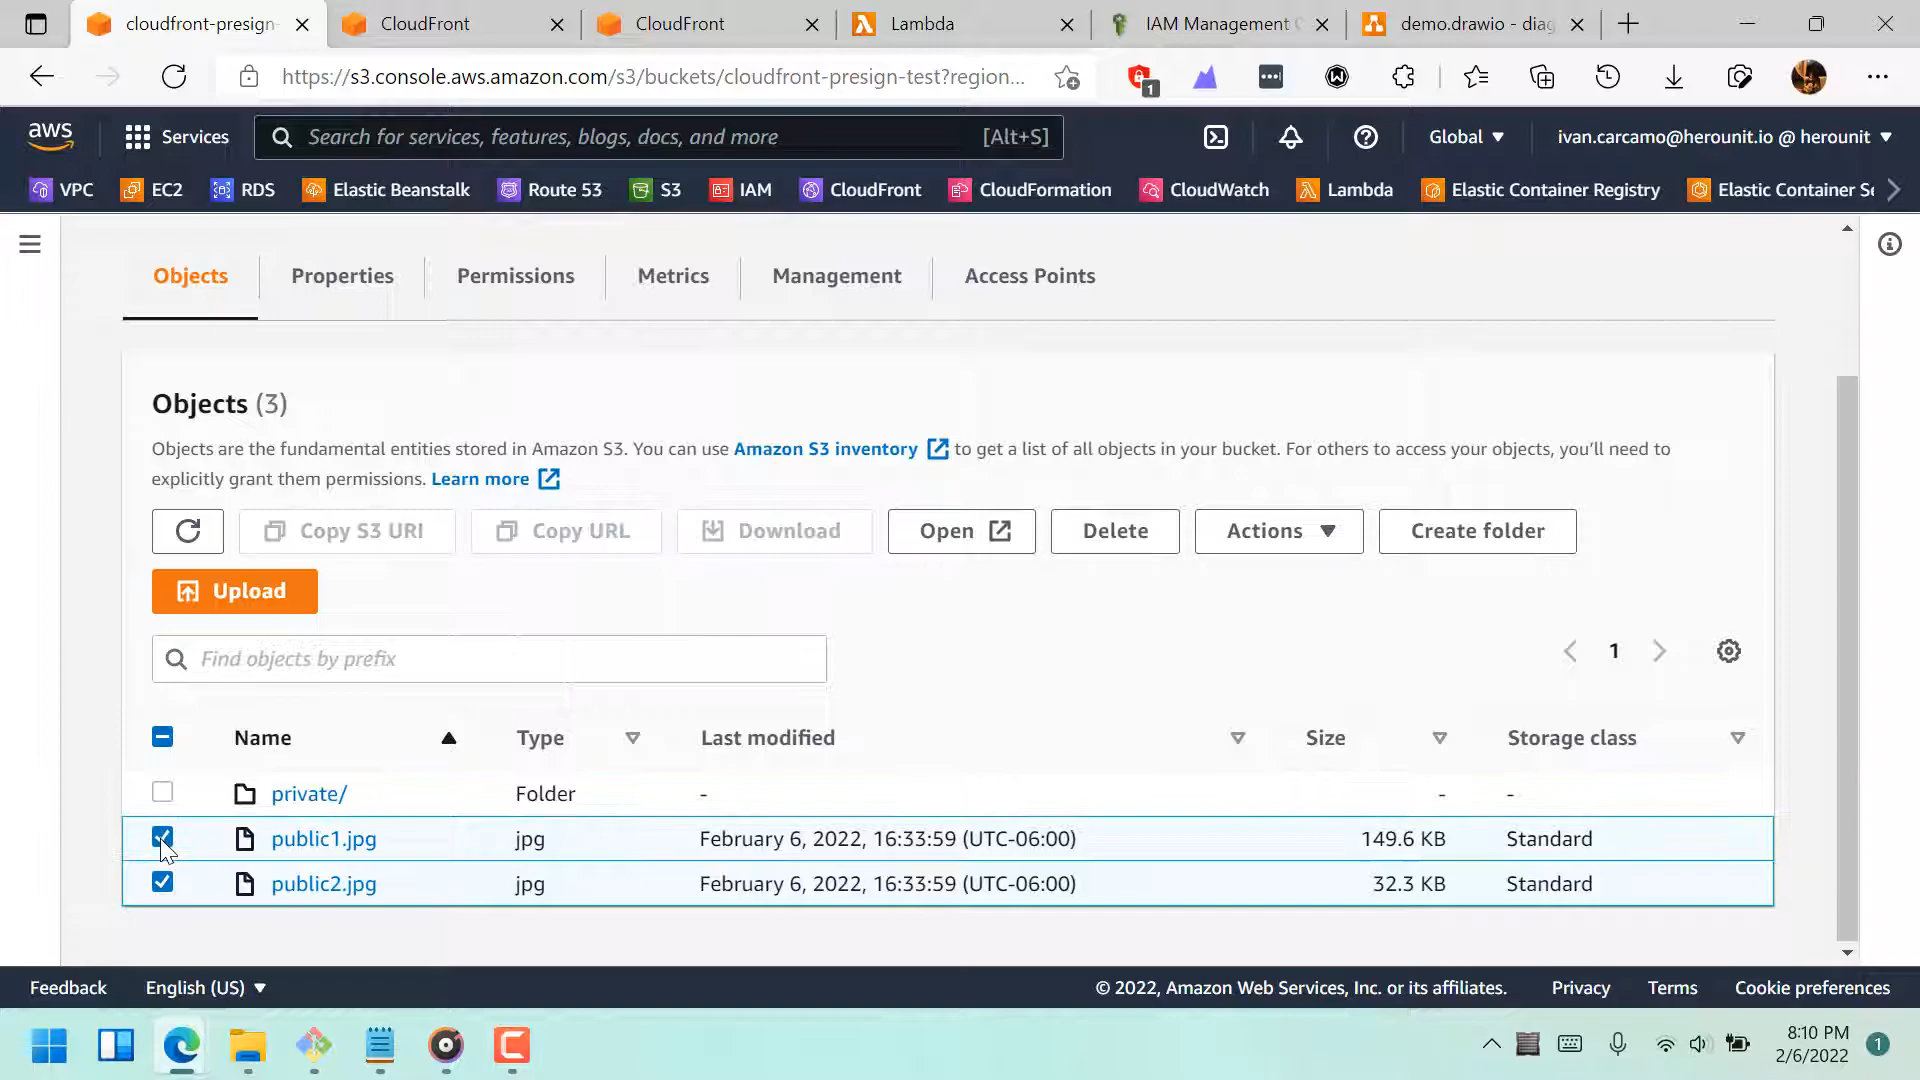 cloudfront-presign-
CloudFront
CloudFront
Lambda
IAM Management C
demo.drawio - diag
https://s3.console.aws.amazon.com/s3/buckets/cloudfront-presign-test?region...
1
aws
Services
Search for services, features, blogs, docs, and more
[Alt+S]
Global
ivan.carcamo@herounit.io @ herounit
VPC
EC2
RDS
Elastic Beanstalk
Route 53
S3
IAM
CloudFront
CloudFormation
CloudWatch
Lambda
Elastic Container Registry
Elastic Container Se
Objects
Properties
Permissions
Metrics
Management
Access Points
Objects (3)
Objects are the fundamental entities stored in Amazon S3. You can use Amazon S3 inventory to get a list of all objects in your bucket. For others to access your objects, you'll need to
explicitly grant them permissions. Learn more
Copy S3 URI
Copy URL
Download
Open
Delete
Actions
Create folder
Upload
Find objects by prefix
1
Name
Type
Last modified
Size
Storage class
private/ Folder - - -
public1.jpg jpg February 6, 2022, 16:33:59 (UTC-06:00) 149.6 KB Standard
public2.jpg jpg February 6, 2022, 16:33:59 (UTC-06:00) 32.3 KB Standard
Feedback
English (US)
© 2022, Amazon Web Services, Inc. or its affiliates.
Privacy
Terms
Cookie preferences
8:10 PM
2/6/2022
1